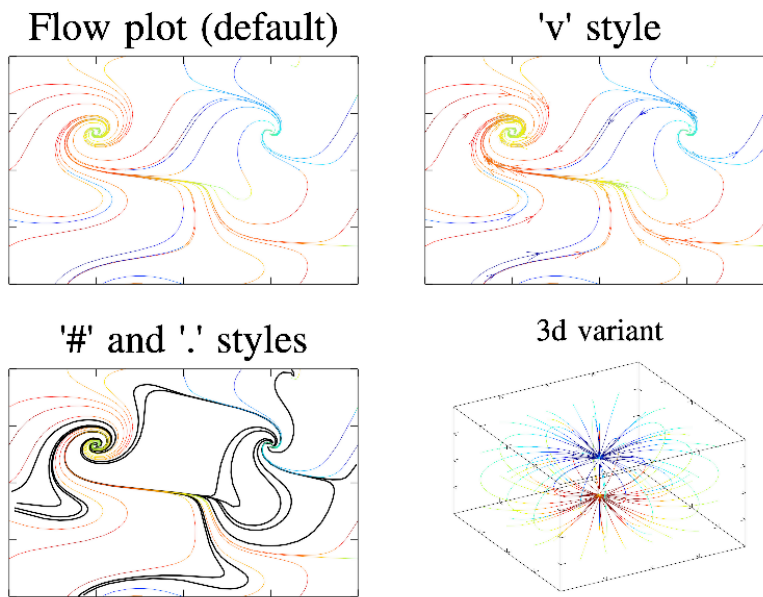 Flow plot (default)
'v' style
'#' and '.' styles
3d variant